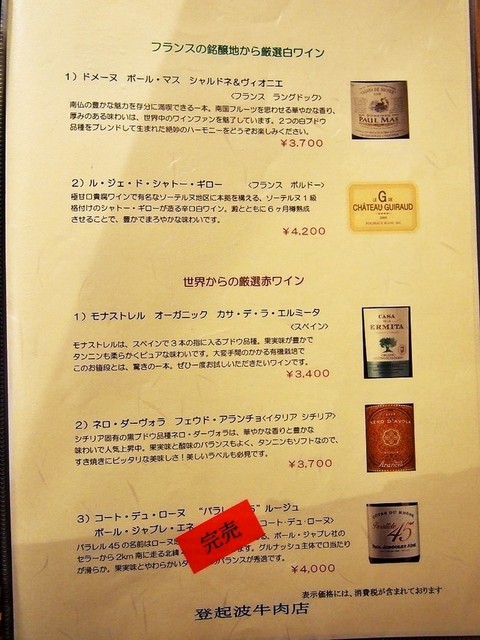 フランスの銘醸地から厳選白ワイン
1）ドメーヌ ポール・マス シャルドネ&ヴィオニエ
〈フランス ラングドック〉
南仏の豊かな魅力を存分に満喫できる一本。南国フルーツを思わせる華やかな香り、
厚みのある味わいは、世界中のワインファンを魅了しています。2つの白ブドウ
品種をブレンドして生まれた絶妙のハーモニーをどうぞお楽しみください。
¥3,700
PAUL MAS
2）ル・ジェ・ド・シャトー・ギロー 〈フランス ボルドー〉
極甘口貴腐ワインで有名なソーテルヌ地区に本拠を構える、ソーテルヌ1級
格付けのシャトー・ギローが造る辛口白ワイン。澱とともに6ヶ月樽熟成
させることで、豊かでまろやかな味わいです。
¥4,200
G
CHÂTEAU GUIRAUD
世界からの厳選赤ワイン
1）モナストレル オーガニック カサ・デ・ラ・エルミータ
〈スペイン〉
モナストレルは、スペインで3本の指に入るブドウ品種。果実味が豊かで
タンニンも柔らかくピュアな味わいです。大変手間のかかる有機栽培で
このお値段とは、驚きの一本。ぜひ一度お試しいただきたいワインです。
¥3,400
CASA
ERMITA
2）ネロ・ダーヴォラ フェウド・アランチョ〈イタリア シチリア〉
シチリア固有の黒ブドウ品種ネロ・ダーヴォラは、華やかな香りと豊かな
味わいで人気上昇中。果実味と酸味のバランスもよく、タンニンもソフトなので、
すき焼きにピッタリな美味しさ！美しいラベルも必見です。
¥3,700
NERO D'AVOLA
3）コート・デュ・ローヌ “パラレル45”ルージュ
ポール・ジャブレ・エネ コート・デュ・ローヌ〉
パラレル45の名前はローヌ地 る、ポール・ジャブレ社の
セラーから2km南に走る北緯 す。グルナッシュ主体で口当たり
が滑らか。果実味とやわらかいタ バランスが秀逸です。
¥4,000
完売
45
表示価格には、消費税が含まれております
登起波牛肉店